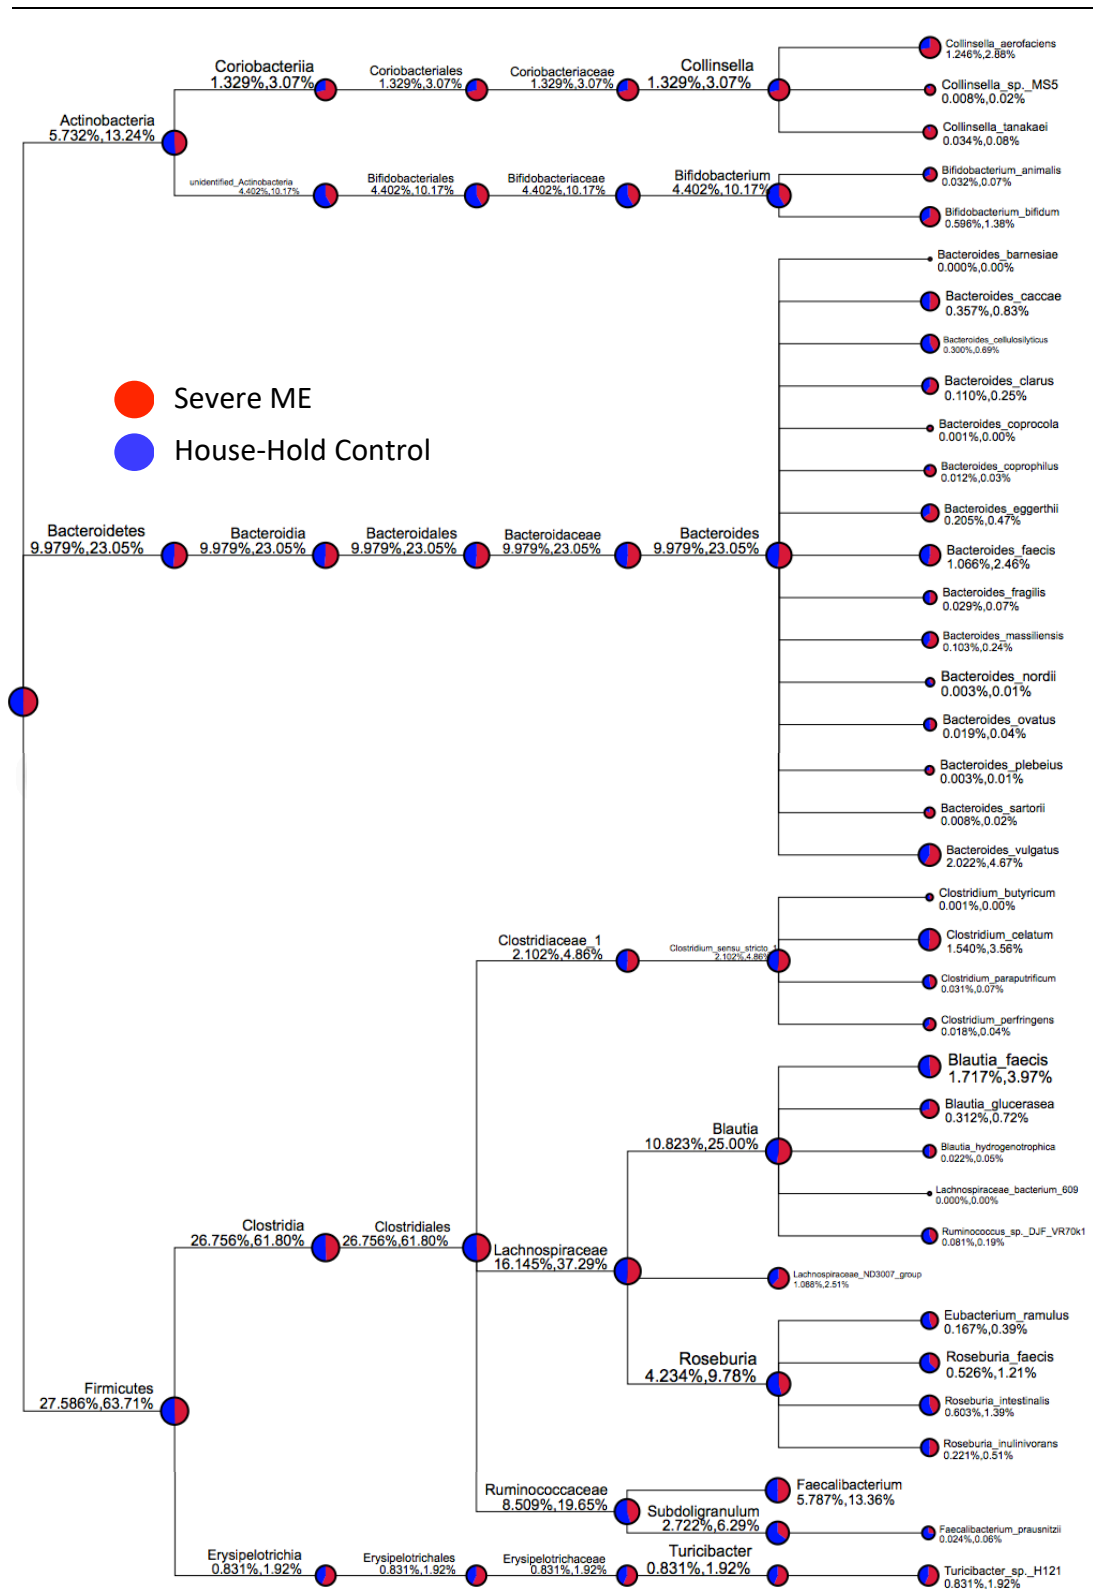 Collinsella_aerofaciens
1.246%,2.88%
Coriobacteriia
1.329%,3.07%
Coriobacteriales
1.329%,3.07%
Coriobacteriaceae
1.329%,3.07%
Collinsella
1.329%,3.07%
Collinsella_sp._MS5
0.008%,0.02%
Actinobacteria
5.732%,13.24%
Collinsella_tanakaei
0.034%,0.08%
unidentified_Actinobacteria
4.402%,10.17%
Bifidobacteriales
4.402%,10.17%
Bifidobacteriaceae
4.402%,10.17%
Bifidobacterium
4.402%,10.17%
Bifidobacterium_animalis
0.032%,0.07%
Bifidobacterium_bifidum
0.596%,1.38%
Bacteroides_barnesiae
0.000%,0.00%
Bacteroides_caccae
0.357%,0.83%
Bacteroides_cellulosilyticus
0.300%,0.69%
Severe ME
House-Hold Control
Bacteroides_clarus
0.110%,0.25%
Bacteroides_coprocola
0.001%,0.00%
Bacteroides_coprophilus
0.012%,0.03%
Bacteroides_eggerthii
0.205%,0.47%
Bacteroidetes
9.979%,23.05%
Bacteroidia
9.979%,23.05%
Bacteroidales
9.979%,23.05%
Bacteroidaceae
9.979%,23.05%
Bacteroides
9.979%,23.05%
Bacteroides_faecis
1.066%,2.46%
Bacteroides_fragilis
0.029%,0.07%
Bacteroides_massiliensis
0.103%,0.24%
Bacteroides_nordii
0.003%,0.01%
Bacteroides_ovatus
0.019%,0.04%
Bacteroides_plebeius
0.003%,0.01%
Bacteroides_sartorii
0.008%,0.02%
Bacteroides_vulgatus
2.022%,4.67%
Clostridium_butyricum
0.001%,0.00%
Clostridiaceae_1
2.102%,4.86%
Clostridium_sensu_stricto_1
2.102%,4.86%
Clostridium_celatum
1.540%,3.56%
Clostridium_paraputrificum
0.031%,0.07%
Clostridium_perfringens
0.018%,0.04%
Blautia_faecis
1.717%,3.97%
Blautia_glucerasea
0.312%,0.72%
Blautia
10.823%,25.00%
Blautia_hydrogenotrophica
0.022%,0.05%
Lachnospiraceae_bacterium_609
0.000%,0.00%
Ruminococcus_sp._DJF_VR70k1
0.081%,0.19%
Clostridia
26.756%,61.80%
Clostridiales
26.756%,61.80%
Lachnospiraceae
16.145%,37.29%
Lachnospiraceae_ND3007_group
1.088%,2.51%
Eubacterium_ramulus
0.167%,0.39%
Roseburia
4.234%,9.78%
Roseburia_faecis
0.526%,1.21%
Firmicutes
27.586%,63.71%
Roseburia_intestinalis
0.603%,1.39%
Roseburia_inulinivorans
0.221%,0.51%
Ruminococcaceae
8.509%,19.65%
Faecalibacterium
5.787%,13.36%
Subdoligranulum
2.722%,6.29%
Faecalibacterium_prausnitzii
0.024%,0.06%
Erysipelotrichia
0.831%,1.92%
Erysipelotrichales
0.831%,1.92%
Erysipelotrichaceae
0.831%,1.92%
Turicibacter
0.831%,1.92%
Turicibacter_sp._H121
0.831%,1.92%